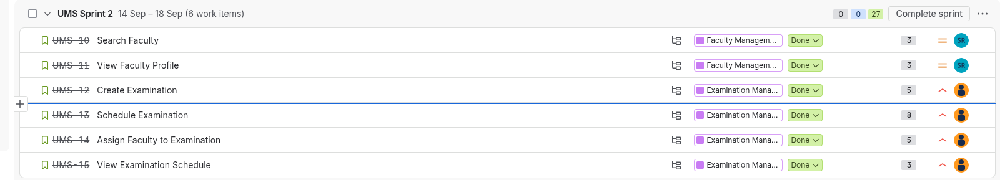 UMS Sprint 2 14 Sep – 18 Sep (6 work items) 0 0 27 Complete sprint
UMS-10 Search Faculty Faculty Managem... Done 3 SR
UMS-11 View Faculty Profile Faculty Managem... Done 3 SR
UMS-12 Create Examination Examination Mana... Done 5
UMS-13 Schedule Examination Examination Mana... Done 8
UMS-14 Assign Faculty to Examination Examination Mana... Done 5
UMS-15 View Examination Schedule Examination Mana... Done 3